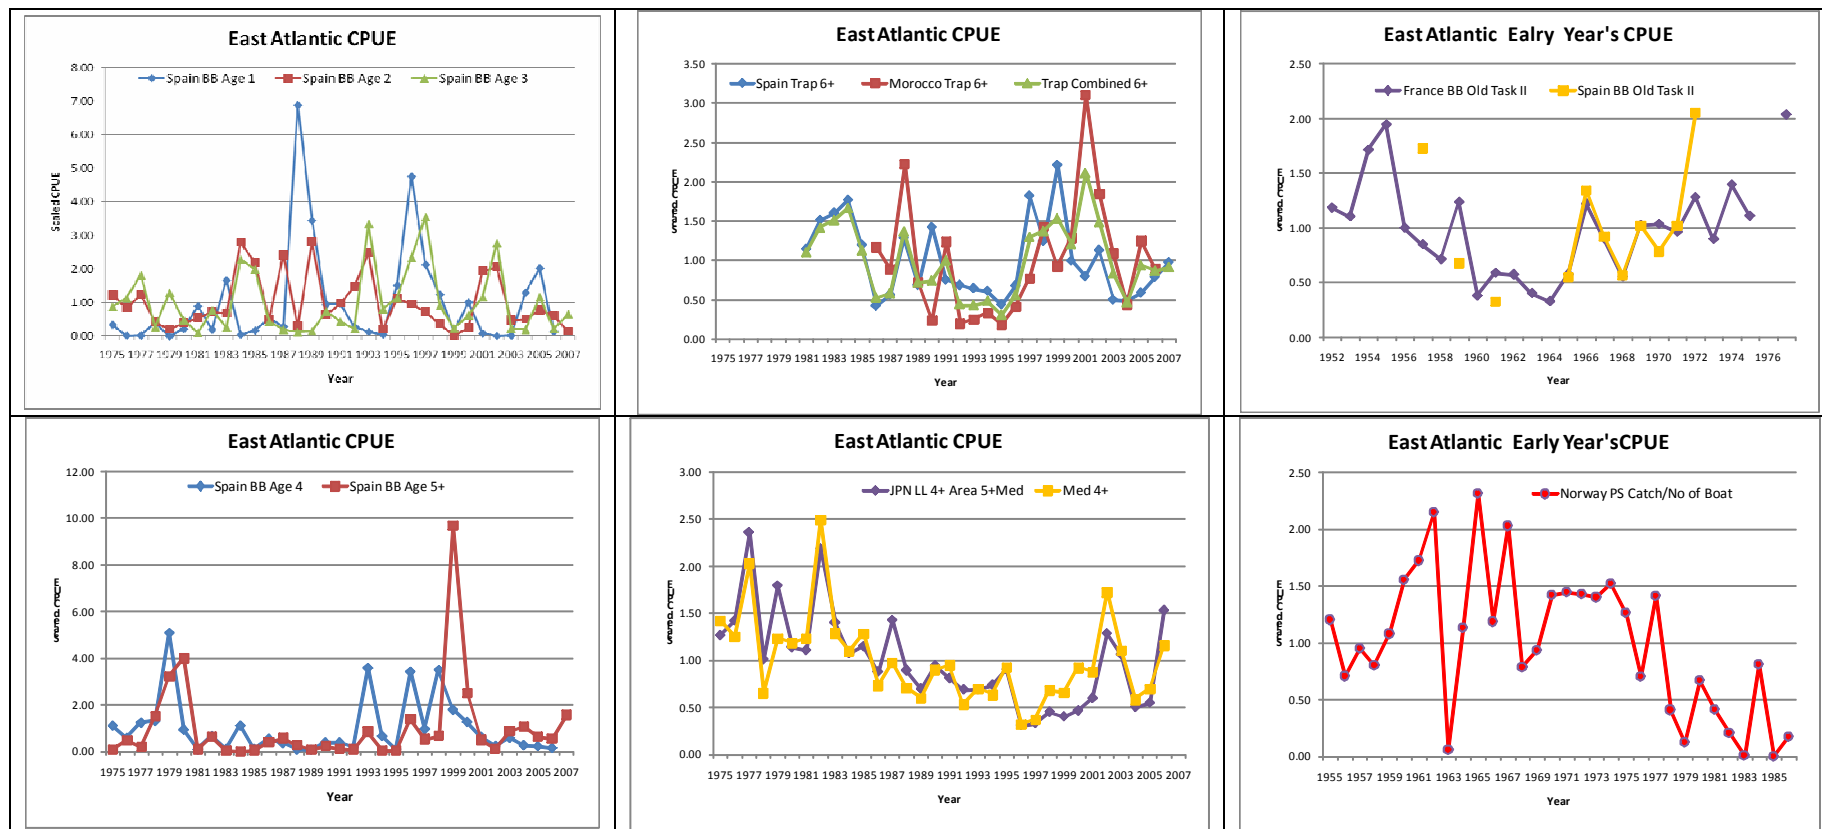 East Atlantic CPUE
8.00
7.00
6.00
5.00
4.00
3.00
2.00
1.00
0.00
Scaled CPUE
Spain BB Age 1 Spain BB Age 2 Spain BB Age 3
1975 1977 1979 1981 1983 1985 1987 1989 1991 1993 1995 1997 1999 2001 2003 2005 2007
Year
East Atlantic CPUE
3.50
3.00
2.50
2.00
1.50
1.00
0.50
0.00
Spain Trap 6+ Morocco Trap 6+ Trap Combined 6+
1975 1977 1979 1981 1983 1985 1987 1989 1991 1993 1995 1997 1999 2001 2003 2005 2007
Year
East Atlantic Ealry Year's CPUE
2.50
2.00
1.50
1.00
0.50
0.00
France BB Old Task II Spain BB Old Task II
1952 1954 1956 1958 1960 1962 1964 1966 1968 1970 1972 1974 1976
Year
East Atlantic CPUE
12.00
10.00
8.00
6.00
4.00
2.00
0.00
Spain BB Age 4 Spain BB Age 5+
1975 1977 1979 1981 1983 1985 1987 1989 1991 1993 1995 1997 1999 2001 2003 2005 2007
Year
East Atlantic CPUE
3.00
2.50
2.00
1.50
1.00
0.50
0.00
JPN LL 4+ Area 5+Med Med 4+
1975 1977 1979 1981 1983 1985 1987 1989 1991 1993 1995 1997 1999 2001 2003 2005 2007
Year
East Atlantic Early Year'sCPUE
2.50
2.00
1.50
1.00
0.50
0.00
Norway PS Catch/No of Boat
1955 1957 1959 1961 1963 1965 1967 1969 1971 1973 1975 1977 1979 1981 1983 1985
Year